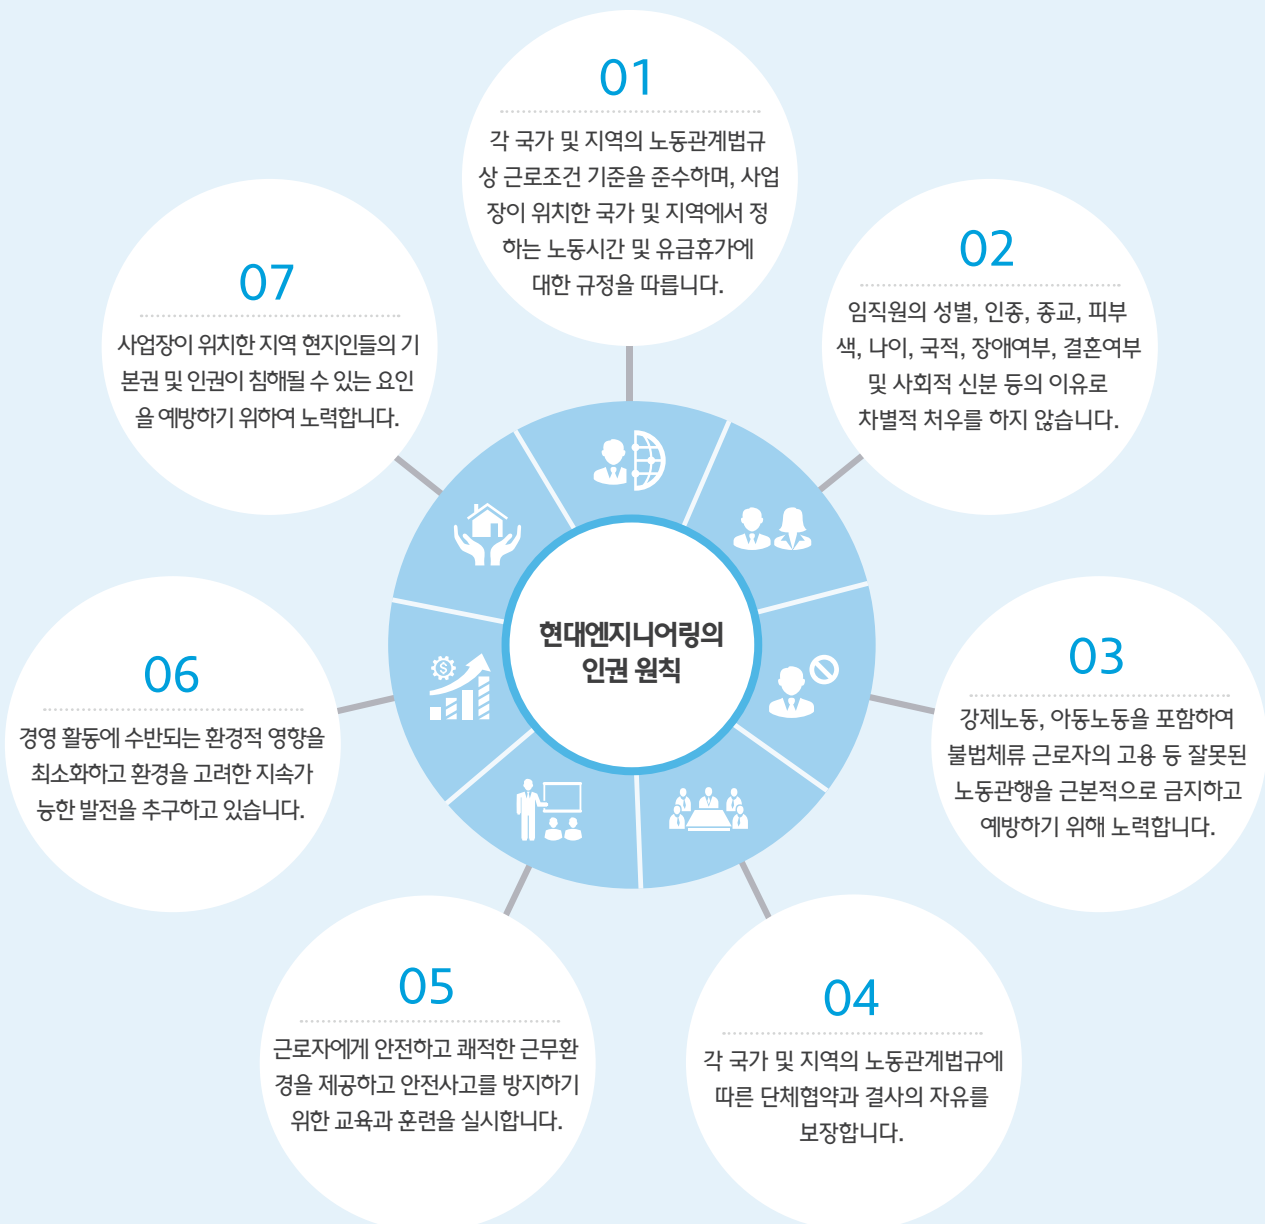 01
각 국가 및 지역의 노동관계법규
상 근로조건 기준을 준수하며, 사업
장이 위치한 국가 및 지역에서 정
하는 노동시간 및 유급휴가에
대한 규정을 따릅니다.
02
임직원의 성별, 인종, 종교, 피부
색, 나이, 국적, 장애여부, 결혼여부
및 사회적 신분 등의 이유로
차별적 처우를 하지 않습니다.
03
강제노동, 아동노동을 포함하여
불법체류 근로자의 고용 등 잘못된
노동관행을 근본적으로 금지하고
예방하기 위해 노력합니다.
04
각 국가 및 지역의 노동관계법규에
따른 단체협약과 결사의 자유를
보장합니다.
05
근로자에게 안전하고 쾌적한 근무환
경을 제공하고 안전사고를 방지하기
위한 교육과 훈련을 실시합니다.
06
경영 활동에 수반되는 환경적 영향을
최소화하고 환경을 고려한 지속가
능한 발전을 추구하고 있습니다.
07
사업장이 위치한 지역 현지인들의 기
본권 및 인권이 침해될 수 있는 요인
을 예방하기 위하여 노력합니다.
현대엔지니어링의
인권 원칙
$